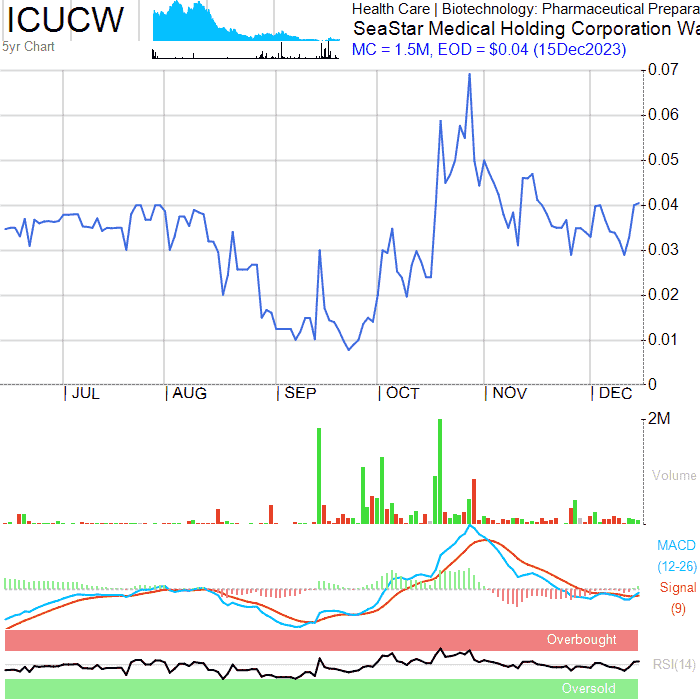 ICUCW
5yr Chart
Health Care | Biotechnology: Pharmaceutical Prepara
SeaStar Medical Holding Corporation Wa
MC = 1.5M, EOD = $0.04 (15Dec2023)
0.07
0.06
0.05
0.04
0.03
0.02
0.01
0
JUL AUG SEP OCT NOV DEC
2M
Volume
MACD
(12-26)
Signal
(9)
Overbought
RSI(14)
Oversold